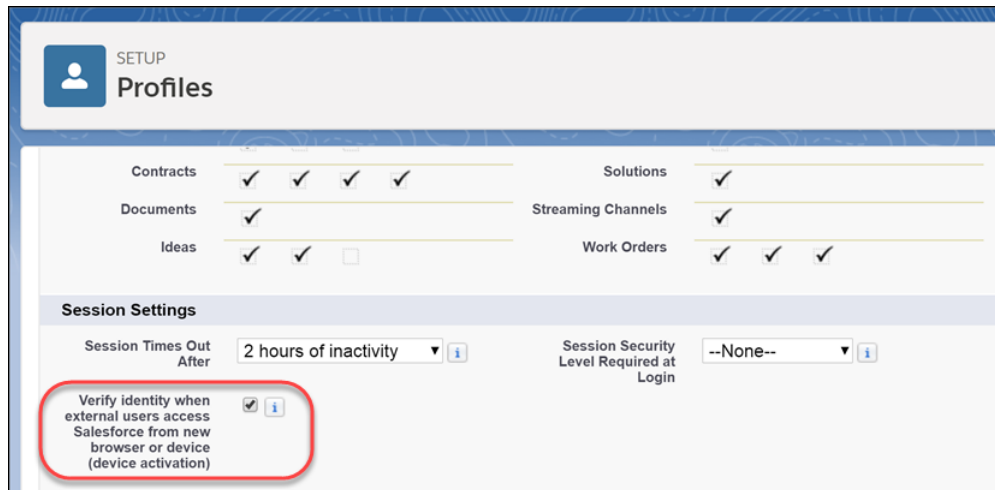 SETUP
Profiles
Contracts
Solutions
Documents
Streaming Channels
Ideas
Work Orders
Session Settings
Session Times Out
After
2 hours of inactivity
Session Security
Level Required at
Login
--None--
Verify identity when
external users access
Salesforce from new
browser or device
(device activation)